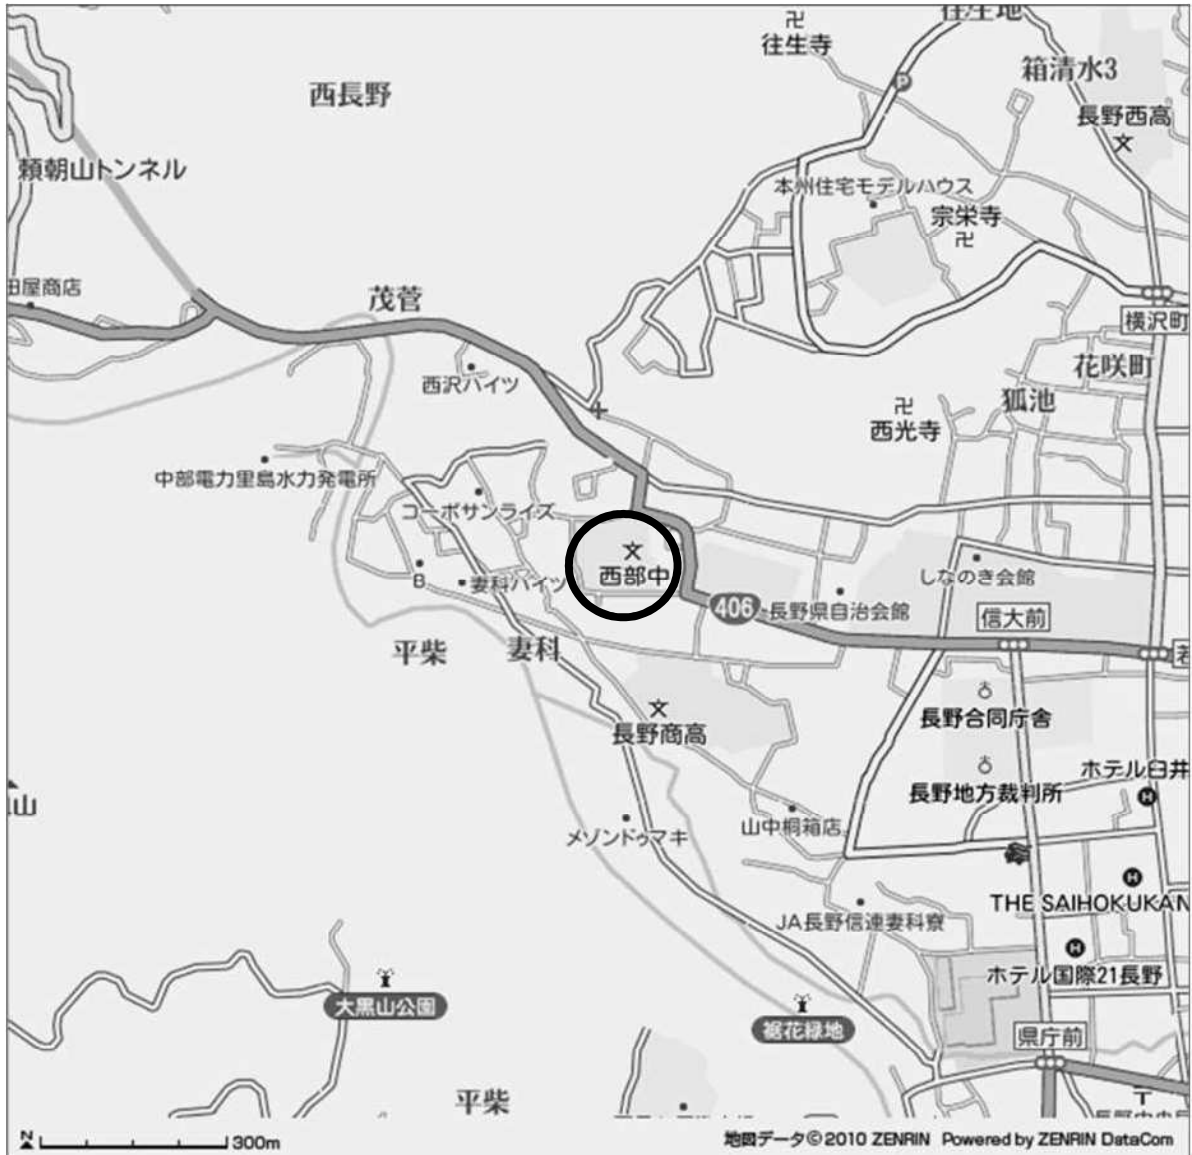 往生地
往生寺
箱清水3
西長野
P
長野西高
頼朝山トンネル
本州住宅モデルハウス
宗栄寺
田屋商店
茂菅
横沢町
花咲町
西沢ハイツ
狐池
西光寺
中部電力里島水力発電所
コーポサンライズ
西部中
しなのき会館
B
妻科ハイツ
406
長野県自治会館
信大前
平柴
妻科
若
長野合同庁舎
長野商高
ホテル臼井
長野地方裁判所
山
山中桐箱店
メゾンドゥマキ
H
H
THE SAIHOKUKAN
JA長野信連妻科寮
H
ホテル国際21長野
大黒山公園
裾花緑地
県庁前
平柴
N
300m
地図データ©2010 ZENRIN Powered by ZENRIN DataCom